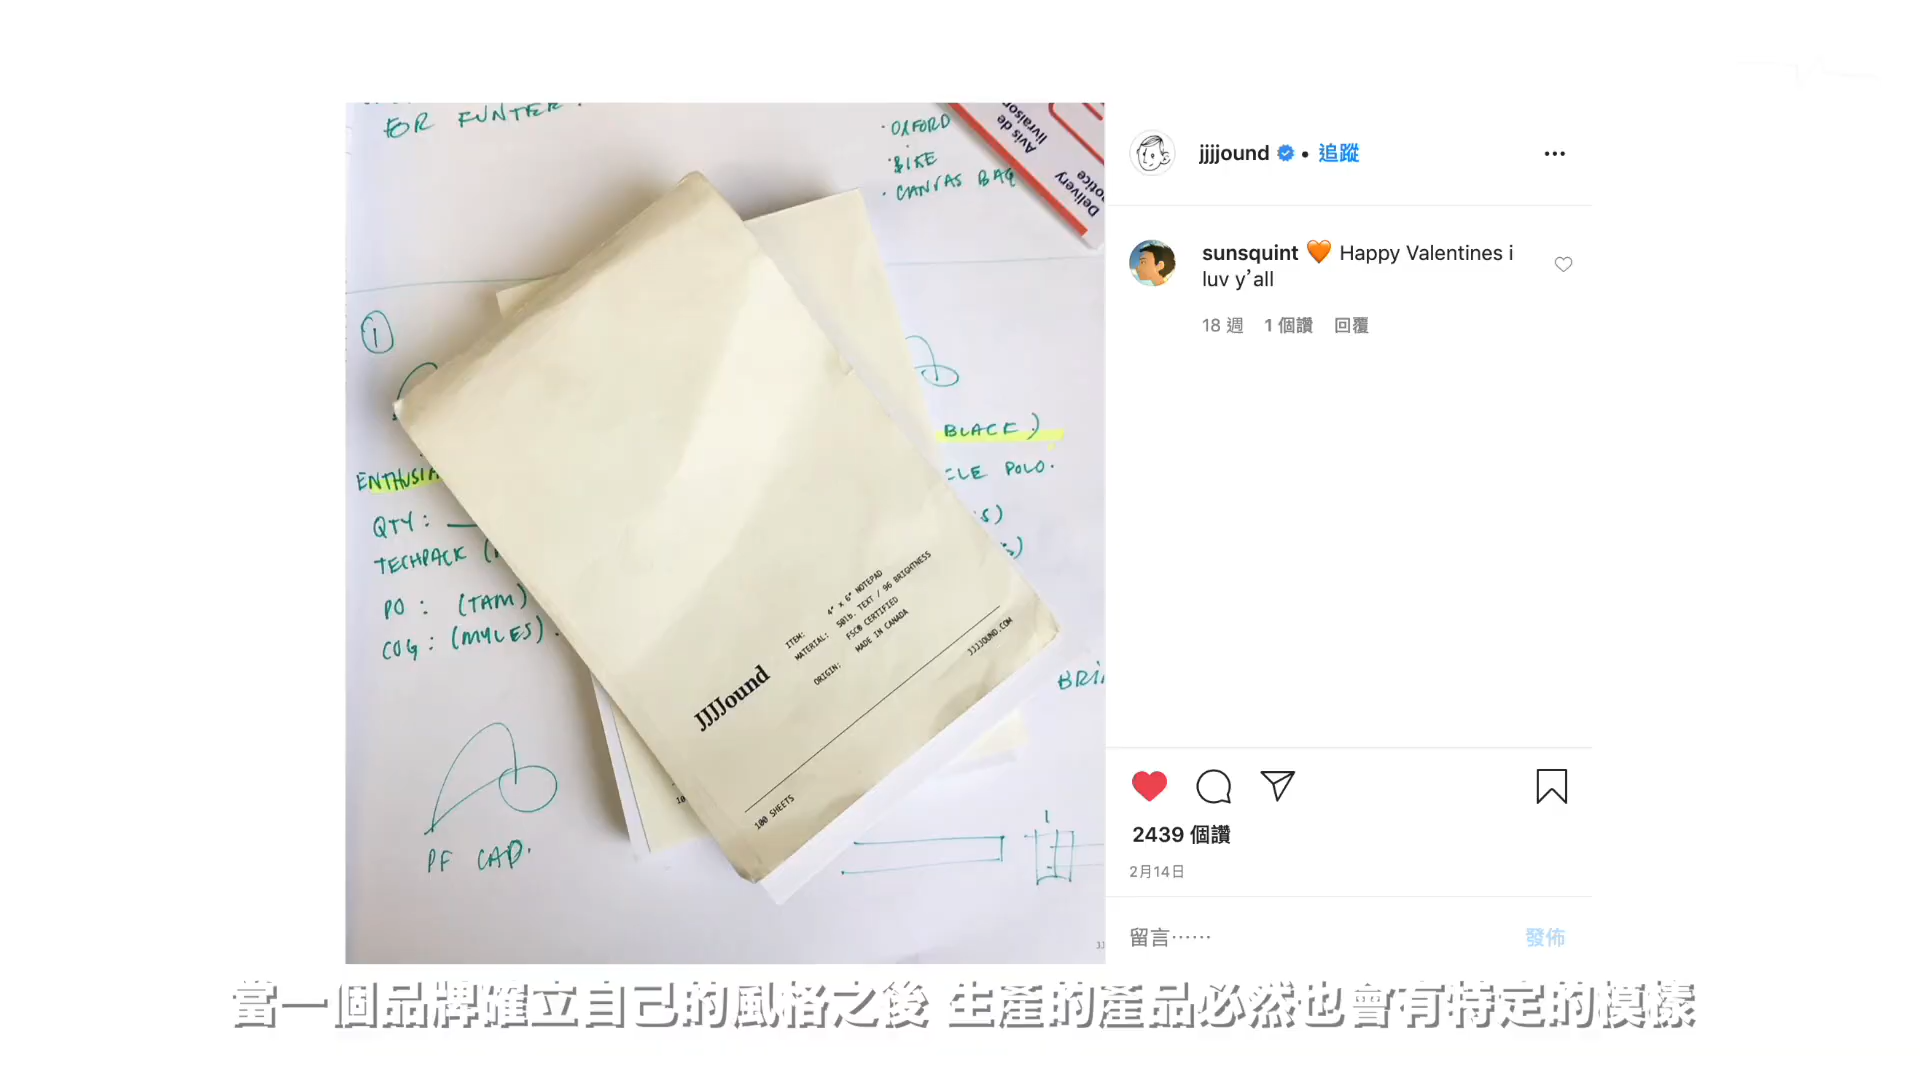 FOR FUNTER.
· OXFORD
· BIKE
· CANVAS BAG
Avis de
livraison
Delivery
1
BLACK)
POLO.
QTY:
TECHPACK
PO : (TAM)
COG : (MYLES).
ITEM: 4" x 6" NOTEPAD
MATERIAL: 50lb. TEXT / 96 BRIGHTNESS
FSC® CERTIFIED
ORIGIN: MADE IN CANADA
JJJJound
JJJJOUND.COM
100 SHEETS
PF CAD.
jjjjound • 追蹤
sunsquint 🧡 Happy Valentines i
luv y’all
18 週 1 個讚 回覆
2439 個讚
2月14日
留言⋯⋯ 發佈
當一個品牌確立自己的風格之後 生產的產品必然也會有特定的模樣